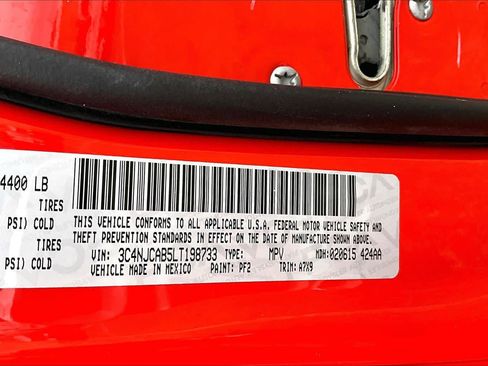 4400 LB
TIRES
PSI) COLD
TIRES
PSI) COLD
PSI) COLD
THIS VEHICLE CONFORMS TO ALL APPLICABLE U.S.A. FEDERAL MOTOR VEHICLE SAFETY AND
THEFT PREVENTION STANDARDS IN EFFECT ON THE DATE OF MANUFACTURE SHOWN ABOVE.
VIN: 3C4NJCAB5LT198733 TYPE: MPV MDH: 020615 424AA
VEHICLE MADE IN MEXICO PAINT: PF2 TRIM: A7X9